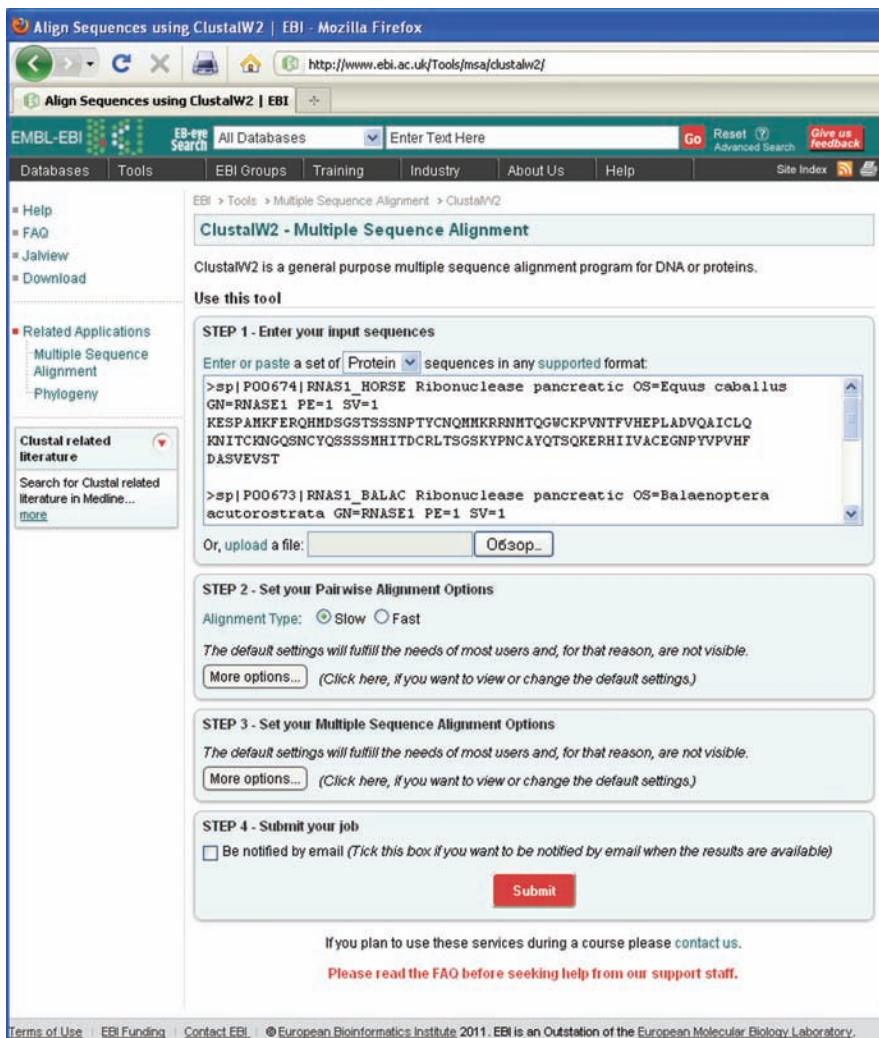 Align Sequences using ClustalW2 | EBI - Mozilla Firefox
http://www.ebi.ac.uk/Tools/msa/clustalw2/
Align Sequences using ClustalW2 | EBI
EMBL-EBI EB-eye Search All Databases Enter Text Here Go Reset ? Advanced Search Give us feedback
Databases Tools EBI Groups Training Industry About Us Help Site Index
Help
FAQ
Jalview
Download
Related Applications
Multiple Sequence
Alignment
Phylogeny
Clustal related
literature
Search for Clustal related
literature in Medline...
more
EBI > Tools > Multiple Sequence Alignment > ClustalW2
ClustalW2 - Multiple Sequence Alignment
ClustalW2 is a general purpose multiple sequence alignment program for DNA or proteins.
Use this tool
STEP 1 - Enter your input sequences
Enter or paste a set of Protein sequences in any supported format:
>sp|P00674|RNAS1_HORSE Ribonuclease pancreatic OS=Equus caballus
GN=RNASE1 PE=1 SV=1
KESPAMKFERQHMDSGSTSSSNPTYCNQMMKRRNMTQGWCKPVNTFVHEPLADVQAICLQ
KNITCKNGQSNCYQSSSSMHITDCRLTSGSKYPNCAYQTSQKERHIIVACEGNPYVPVHF
DASVEVST
>sp|P00673|RNAS1_BALAC Ribonuclease pancreatic OS=Balaenoptera
acutorostrata GN=RNASE1 PE=1 SV=1
Or, upload a file: Обзор...
STEP 2 - Set your Pairwise Alignment Options
Alignment Type: Slow Fast
The default settings will fulfill the needs of most users and, for that reason, are not visible.
More options... (Click here, if you want to view or change the default settings.)
STEP 3 - Set your Multiple Sequence Alignment Options
The default settings will fulfill the needs of most users and, for that reason, are not visible.
More options... (Click here, if you want to view or change the default settings.)
STEP 4 - Submit your job
Be notified by email (Tick this box if you want to be notified by email when the results are available)
Submit
If you plan to use these services during a course please contact us.
Please read the FAQ before seeking help from our support staff.
Terms of Use | EBI Funding | Contact EBI | © European Bioinformatics Institute 2011. EBI is an Outstation of the European Molecular Biology Laboratory.